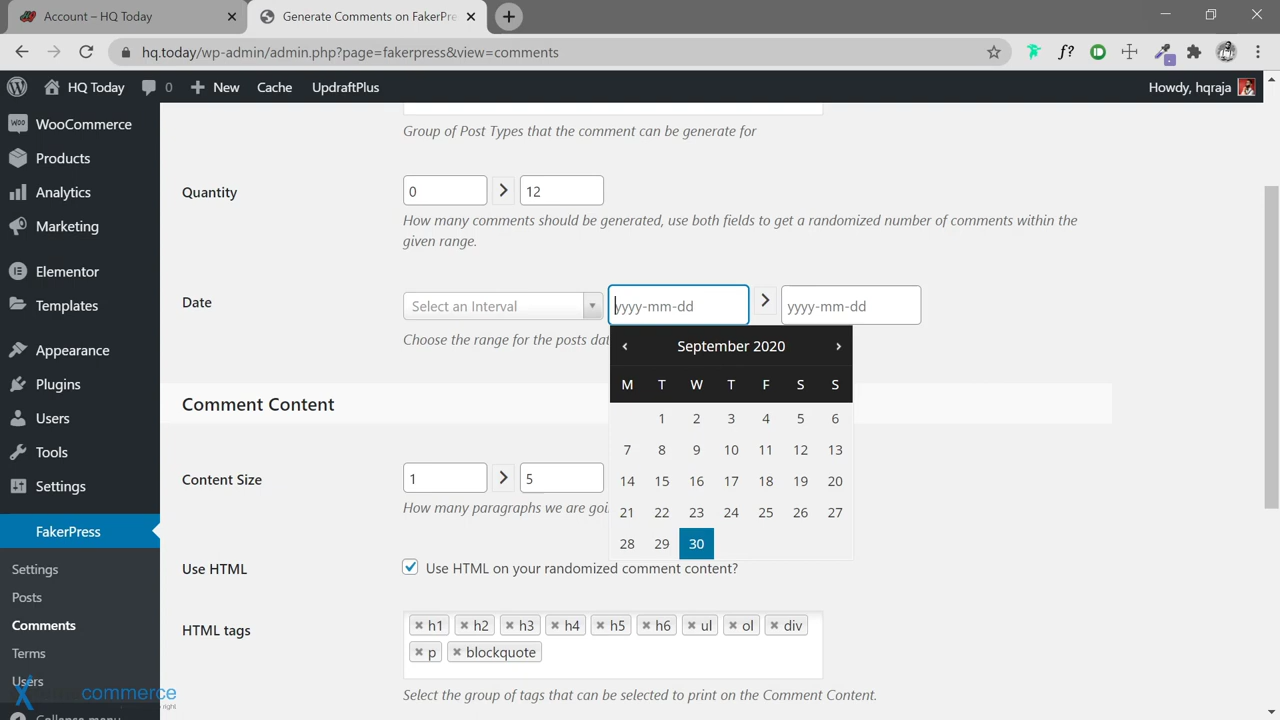 Account – HQ Today
Generate Comments on FakerPre
hq.today/wp-admin/admin.php?page=fakerpress&view=comments
f?
HQ Today
0
New
Cache
UpdraftPlus
Howdy, hqraja
WooCommerce
Products
Analytics
Marketing
Elementor
Templates
Appearance
Plugins
Users
Tools
Settings
FakerPress
Settings
Posts
Comments
Terms
Users
Collapse menu
commerce
Group of Post Types that the comment can be generate for
Quantity
0
12
How many comments should be generated, use both fields to get a randomized number of comments within the
given range.
Date
Select an Interval
yyyy-mm-dd
yyyy-mm-dd
Choose the range for the posts dat
September 2020
M T W T F S S
1 2 3 4 5 6
7 8 9 10 11 12 13
14 15 16 17 18 19 20
21 22 23 24 25 26 27
28 29 30
Comment Content
Content Size
1
5
How many paragraphs we are goi
Use HTML
Use HTML on your randomized comment content?
HTML tags
× h1 × h2 × h3 × h4 × h5 × h6 × ul × ol × div
× p × blockquote
Select the group of tags that can be selected to print on the Comment Content.